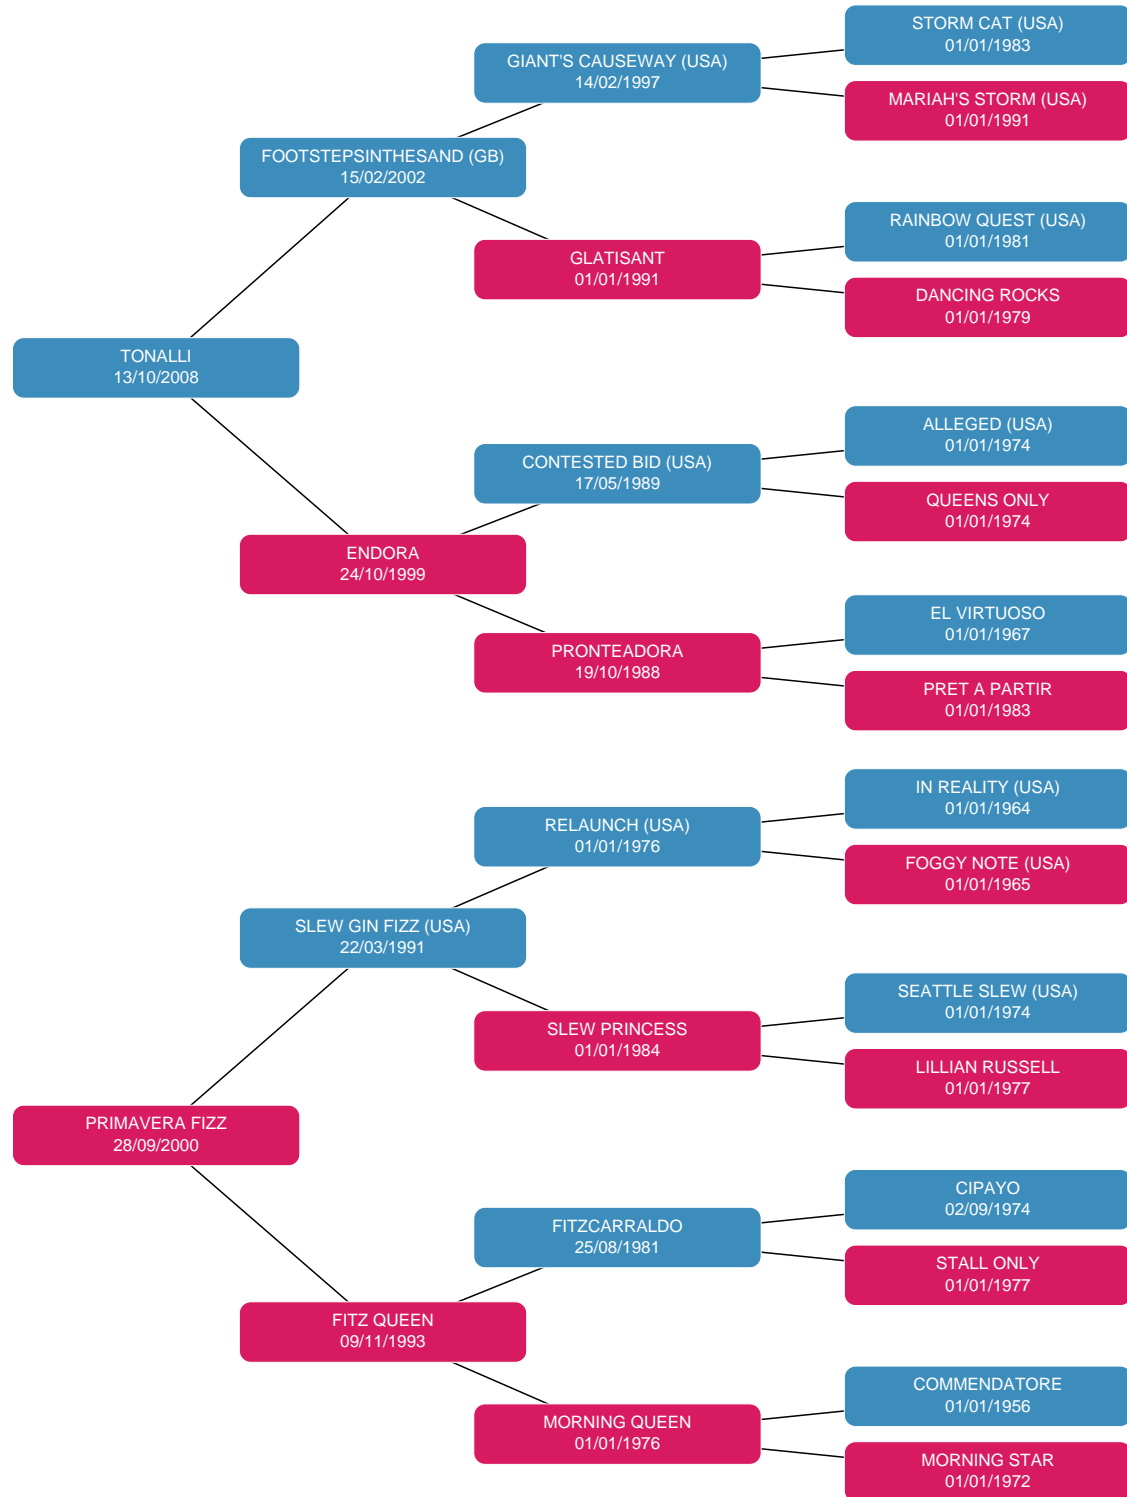 STORM CAT (USA)
01/01/1983
GIANT'S CAUSEWAY (USA)
14/02/1997
MARIAH'S STORM (USA)
01/01/1991
FOOTSTEPSINTHESAND (GB)
15/02/2002
RAINBOW QUEST (USA)
01/01/1981
GLATISANT
01/01/1991
DANCING ROCKS
01/01/1979
TONALLI
13/10/2008
ALLEGED (USA)
01/01/1974
CONTESTED BID (USA)
17/05/1989
QUEENS ONLY
01/01/1974
ENDORA
24/10/1999
EL VIRTUOSO
01/01/1967
PRONTEADORA
19/10/1988
PRET A PARTIR
01/01/1983
IN REALITY (USA)
01/01/1964
RELAUNCH (USA)
01/01/1976
FOGGY NOTE (USA)
01/01/1965
SLEW GIN FIZZ (USA)
22/03/1991
SEATTLE SLEW (USA)
01/01/1974
SLEW PRINCESS
01/01/1984
LILLIAN RUSSELL
01/01/1977
PRIMAVERA FIZZ
28/09/2000
CIPAYO
02/09/1974
FITZCARRALDO
25/08/1981
STALL ONLY
01/01/1977
FITZ QUEEN
09/11/1993
COMMENDATORE
01/01/1956
MORNING QUEEN
01/01/1976
MORNING STAR
01/01/1972